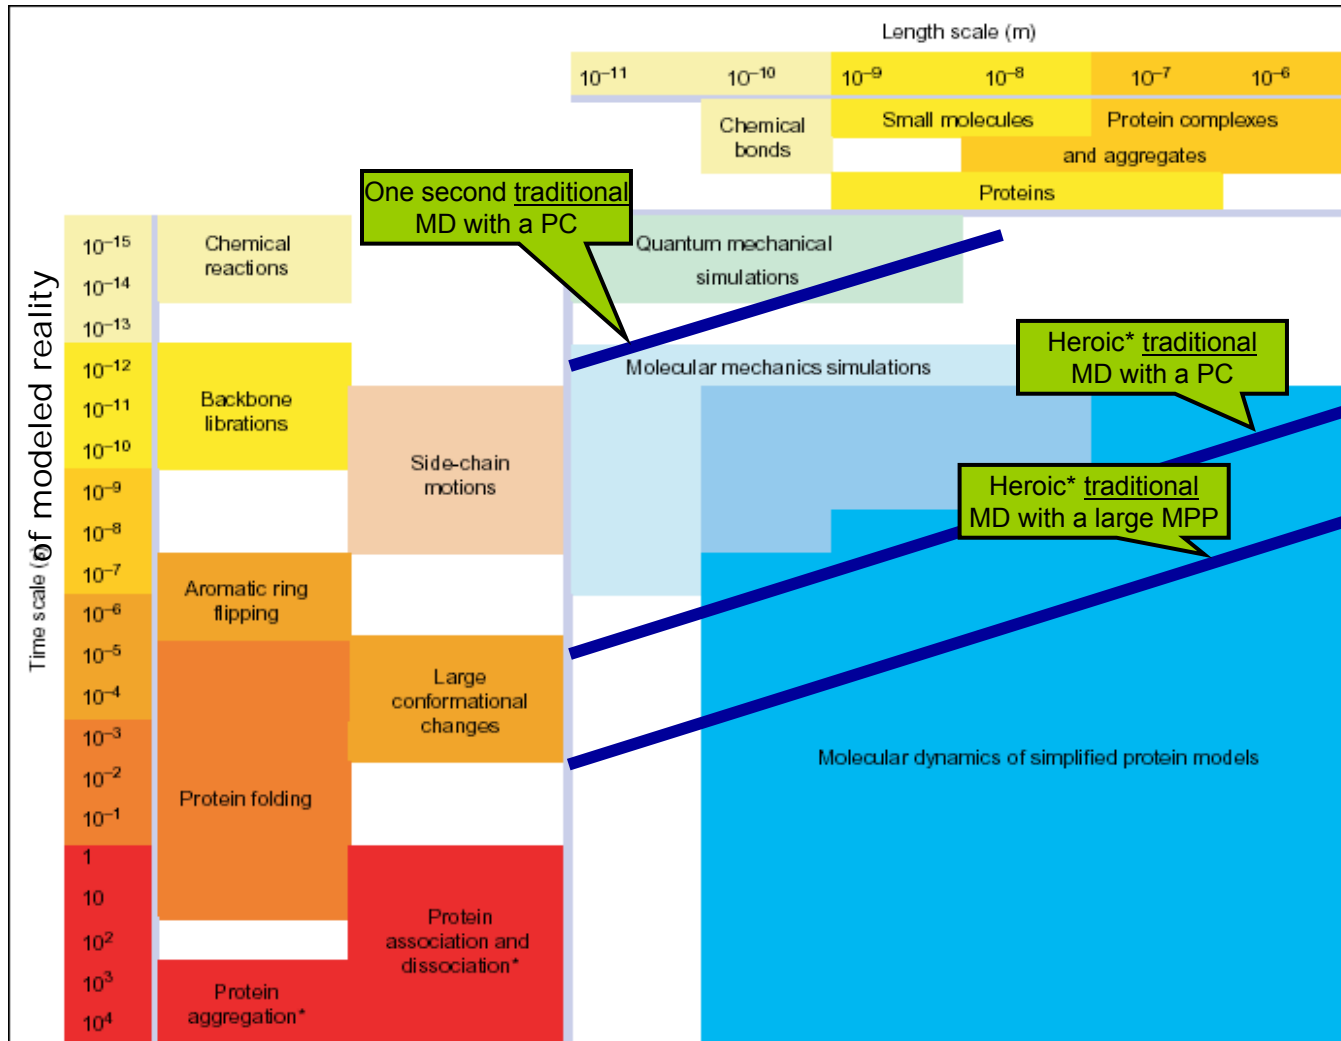 Length scale (m)
10⁻¹¹ 10⁻¹⁰ 10⁻⁹ 10⁻⁸ 10⁻⁷ 10⁻⁶
Chemical
bonds
Small molecules
Protein complexes
and aggregates
Proteins
One second traditional
MD with a PC
Quantum mechanical
simulations
Heroic* traditional
MD with a PC
Molecular mechanics simulations
Heroic* traditional
MD with a large MPP
Molecular dynamics of simplified protein models
Time scale (
of modeled reality
10⁻¹⁵
10⁻¹⁴
10⁻¹³
10⁻¹²
10⁻¹¹
10⁻¹⁰
10⁻⁹
10⁻⁸
10⁻⁷
10⁻⁶
10⁻⁵
10⁻⁴
10⁻³
10⁻²
10⁻¹
1
10
10²
10³
10⁴
Chemical
reactions
Backbone
librations
Side-chain
motions
Aromatic ring
flipping
Large
conformational
changes
Protein folding
Protein
association and
dissociation*
Protein
aggregation*